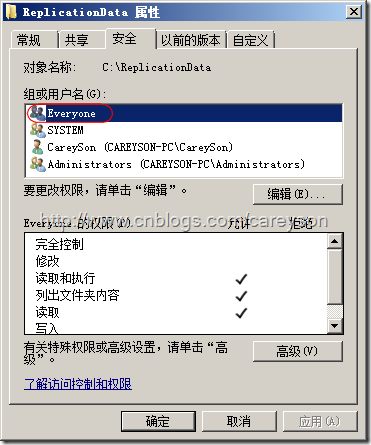 ReplicationData 属性
常规 共享 安全 以前的版本 自定义
对象名称: C:\ReplicationData
组或用户名(G):
Everyone
SYSTEM
CareySon (CAREYSON-PC\CareySon)
Administrators (CAREYSON-PC\Administrators)
要更改权限，请单击“编辑”。
编辑(E)...
http://www.cnblogs.com/careyson
Everyone 的权限(P) 允许 拒绝
完全控制
修改
读取和执行
列出文件夹内容
读取
写入
有关特殊权限或高级设置，请单击“高
级”。
高级(V)
了解访问控制和权限
确定 取消 应用(A)